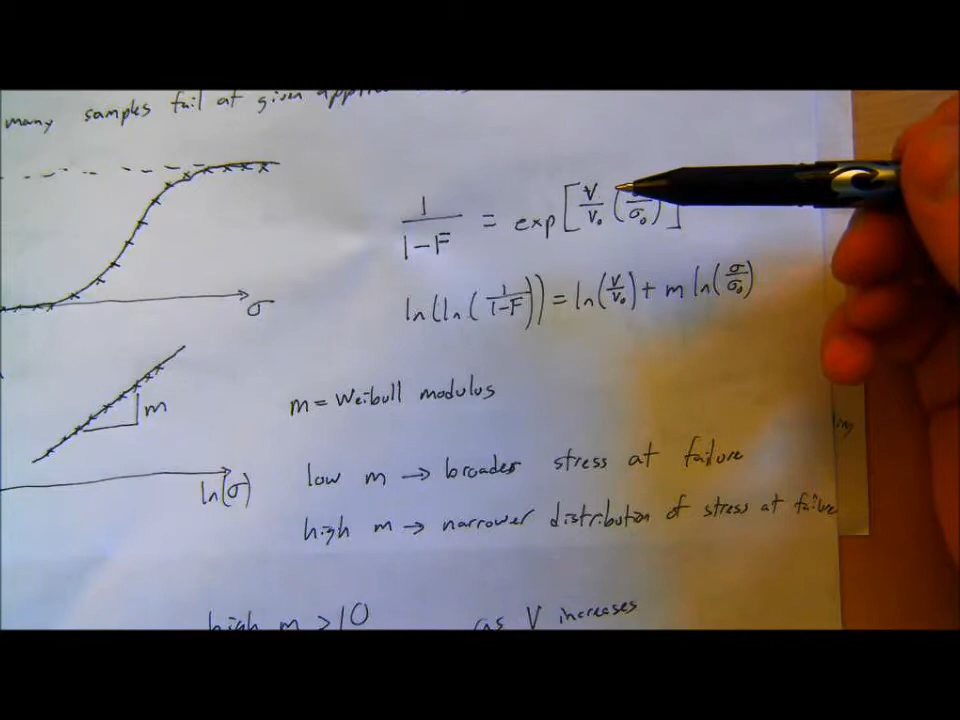 many samples fail at given
1/(1-F) = exp[V/V₀ (σ₀)]
σ
ln(ln(1/(1-F))) = ln(V/V₀) + m ln(σ/σ₀)
m
m = Weibull modulus
low m → broader stress at failure
ln(σ)
high m → narrower distribution of stress at failure
high m >10 as V increases